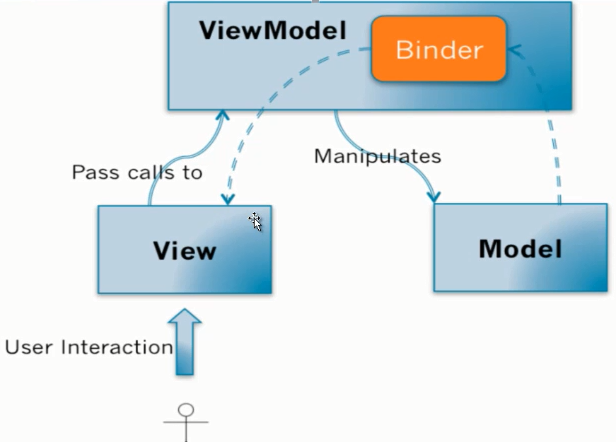 ViewModel
Binder
Pass calls to
Manipulates
View
Model
User Interaction